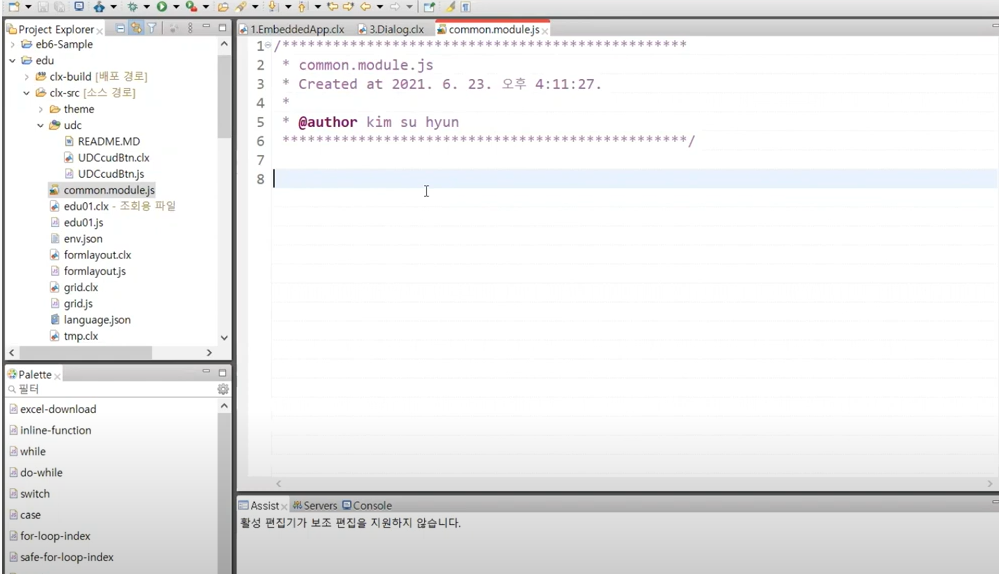 Project Explorer
eb6-Sample
edu
clx-build [배포 경로]
clx-src [소스 경로]
theme
udc
README.MD
UDCcudBtn.clx
UDCcudBtn.js
common.module.js
edu01.clx - 조회용 파일
edu01.js
env.json
formlayout.clx
formlayout.js
grid.clx
grid.js
language.json
tmp.clx
Palette
필터
excel-download
inline-function
while
do-while
switch
case
for-loop-index
safe-for-loop-index
1.EmbeddedApp.clx 3.Dialog.clx common.module.js
1 /************************************************
2 * common.module.js
3 * Created at 2021. 6. 23. 오후 4:11:27.
4 *
5 * @author kim su hyun
6 ************************************************/
7
8
Assist Servers Console
활성 편집기가 보조 편집을 지원하지 않습니다.